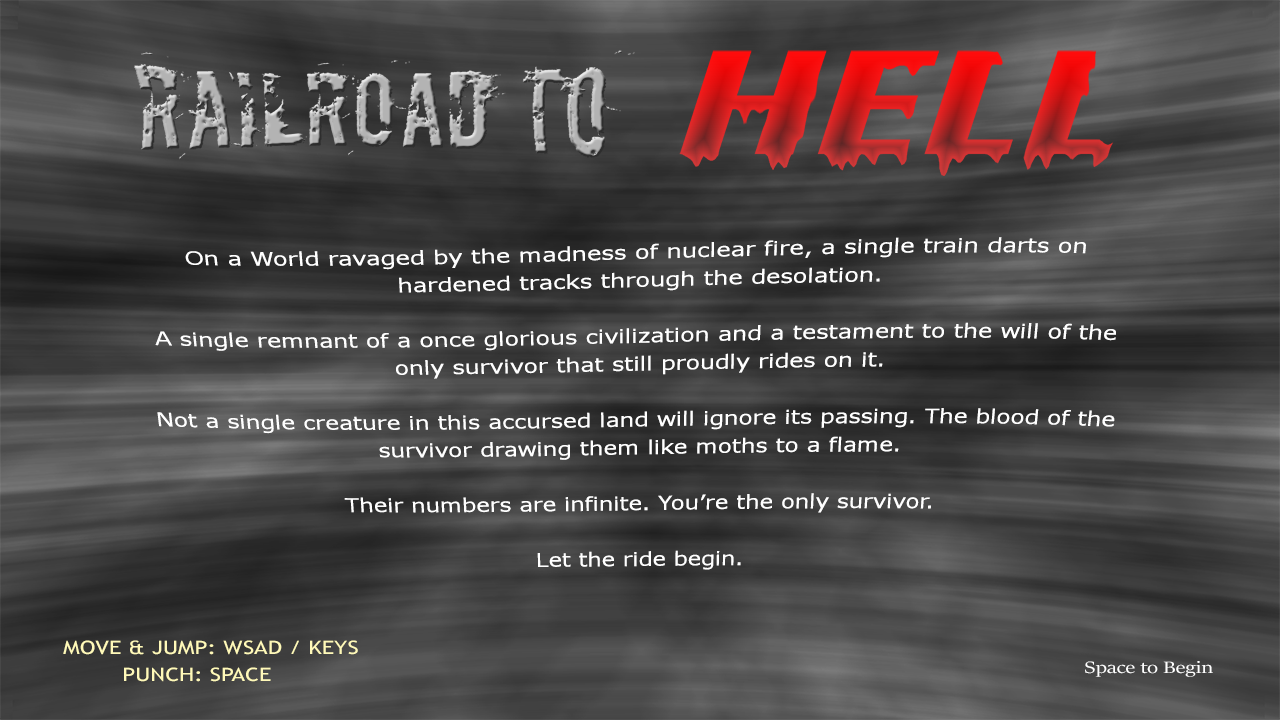 RAILROAD TO HELL
On a World ravaged by the madness of nuclear fire, a single train darts on
hardened tracks through the desolation.
A single remnant of a once glorious civilization and a testament to the will of the
only survivor that still proudly rides on it.
Not a single creature in this accursed land will ignore its passing. The blood of the
survivor drawing them like moths to a flame.
Their numbers are infinite. You're the only survivor.
Let the ride begin.
MOVE & JUMP: WSAD / KEYS
PUNCH: SPACE
Space to Begin